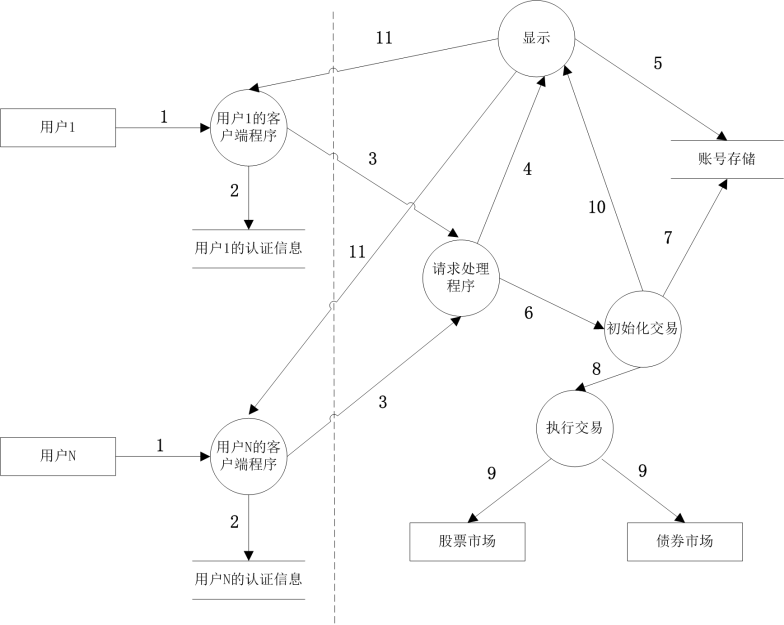 显示
11
5
用户1
1
用户1的客
户端程序
3
4
账号存储
2
10
7
用户1的认证信息
11
请求处理
程序
6
初始化交易
8
3
执行交易
用户N
1
用户N的客
户端程序
9
9
2
股票市场
债券市场
用户N的认证信息